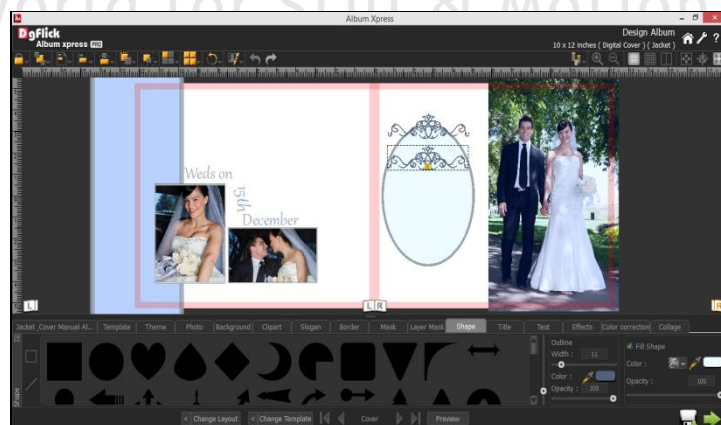 Album Xpress
DgFlick
Album xpress PRO
Design Album
10 x 12 inches ( Digital Cover ) ( Jacket )
Weds on
15th
December
L
L R
R
Jacket_Cover Manual Al... Template Theme Photo Background Clipart Slogan Border Mask Layer Mask Shape Title Text Effects Color correction Collage
Shape
Outline
Width : 11
Color :
Opacity : 100
Fill Shape
Color :
Opacity : 100
< Change Layout < Change Template Cover Preview